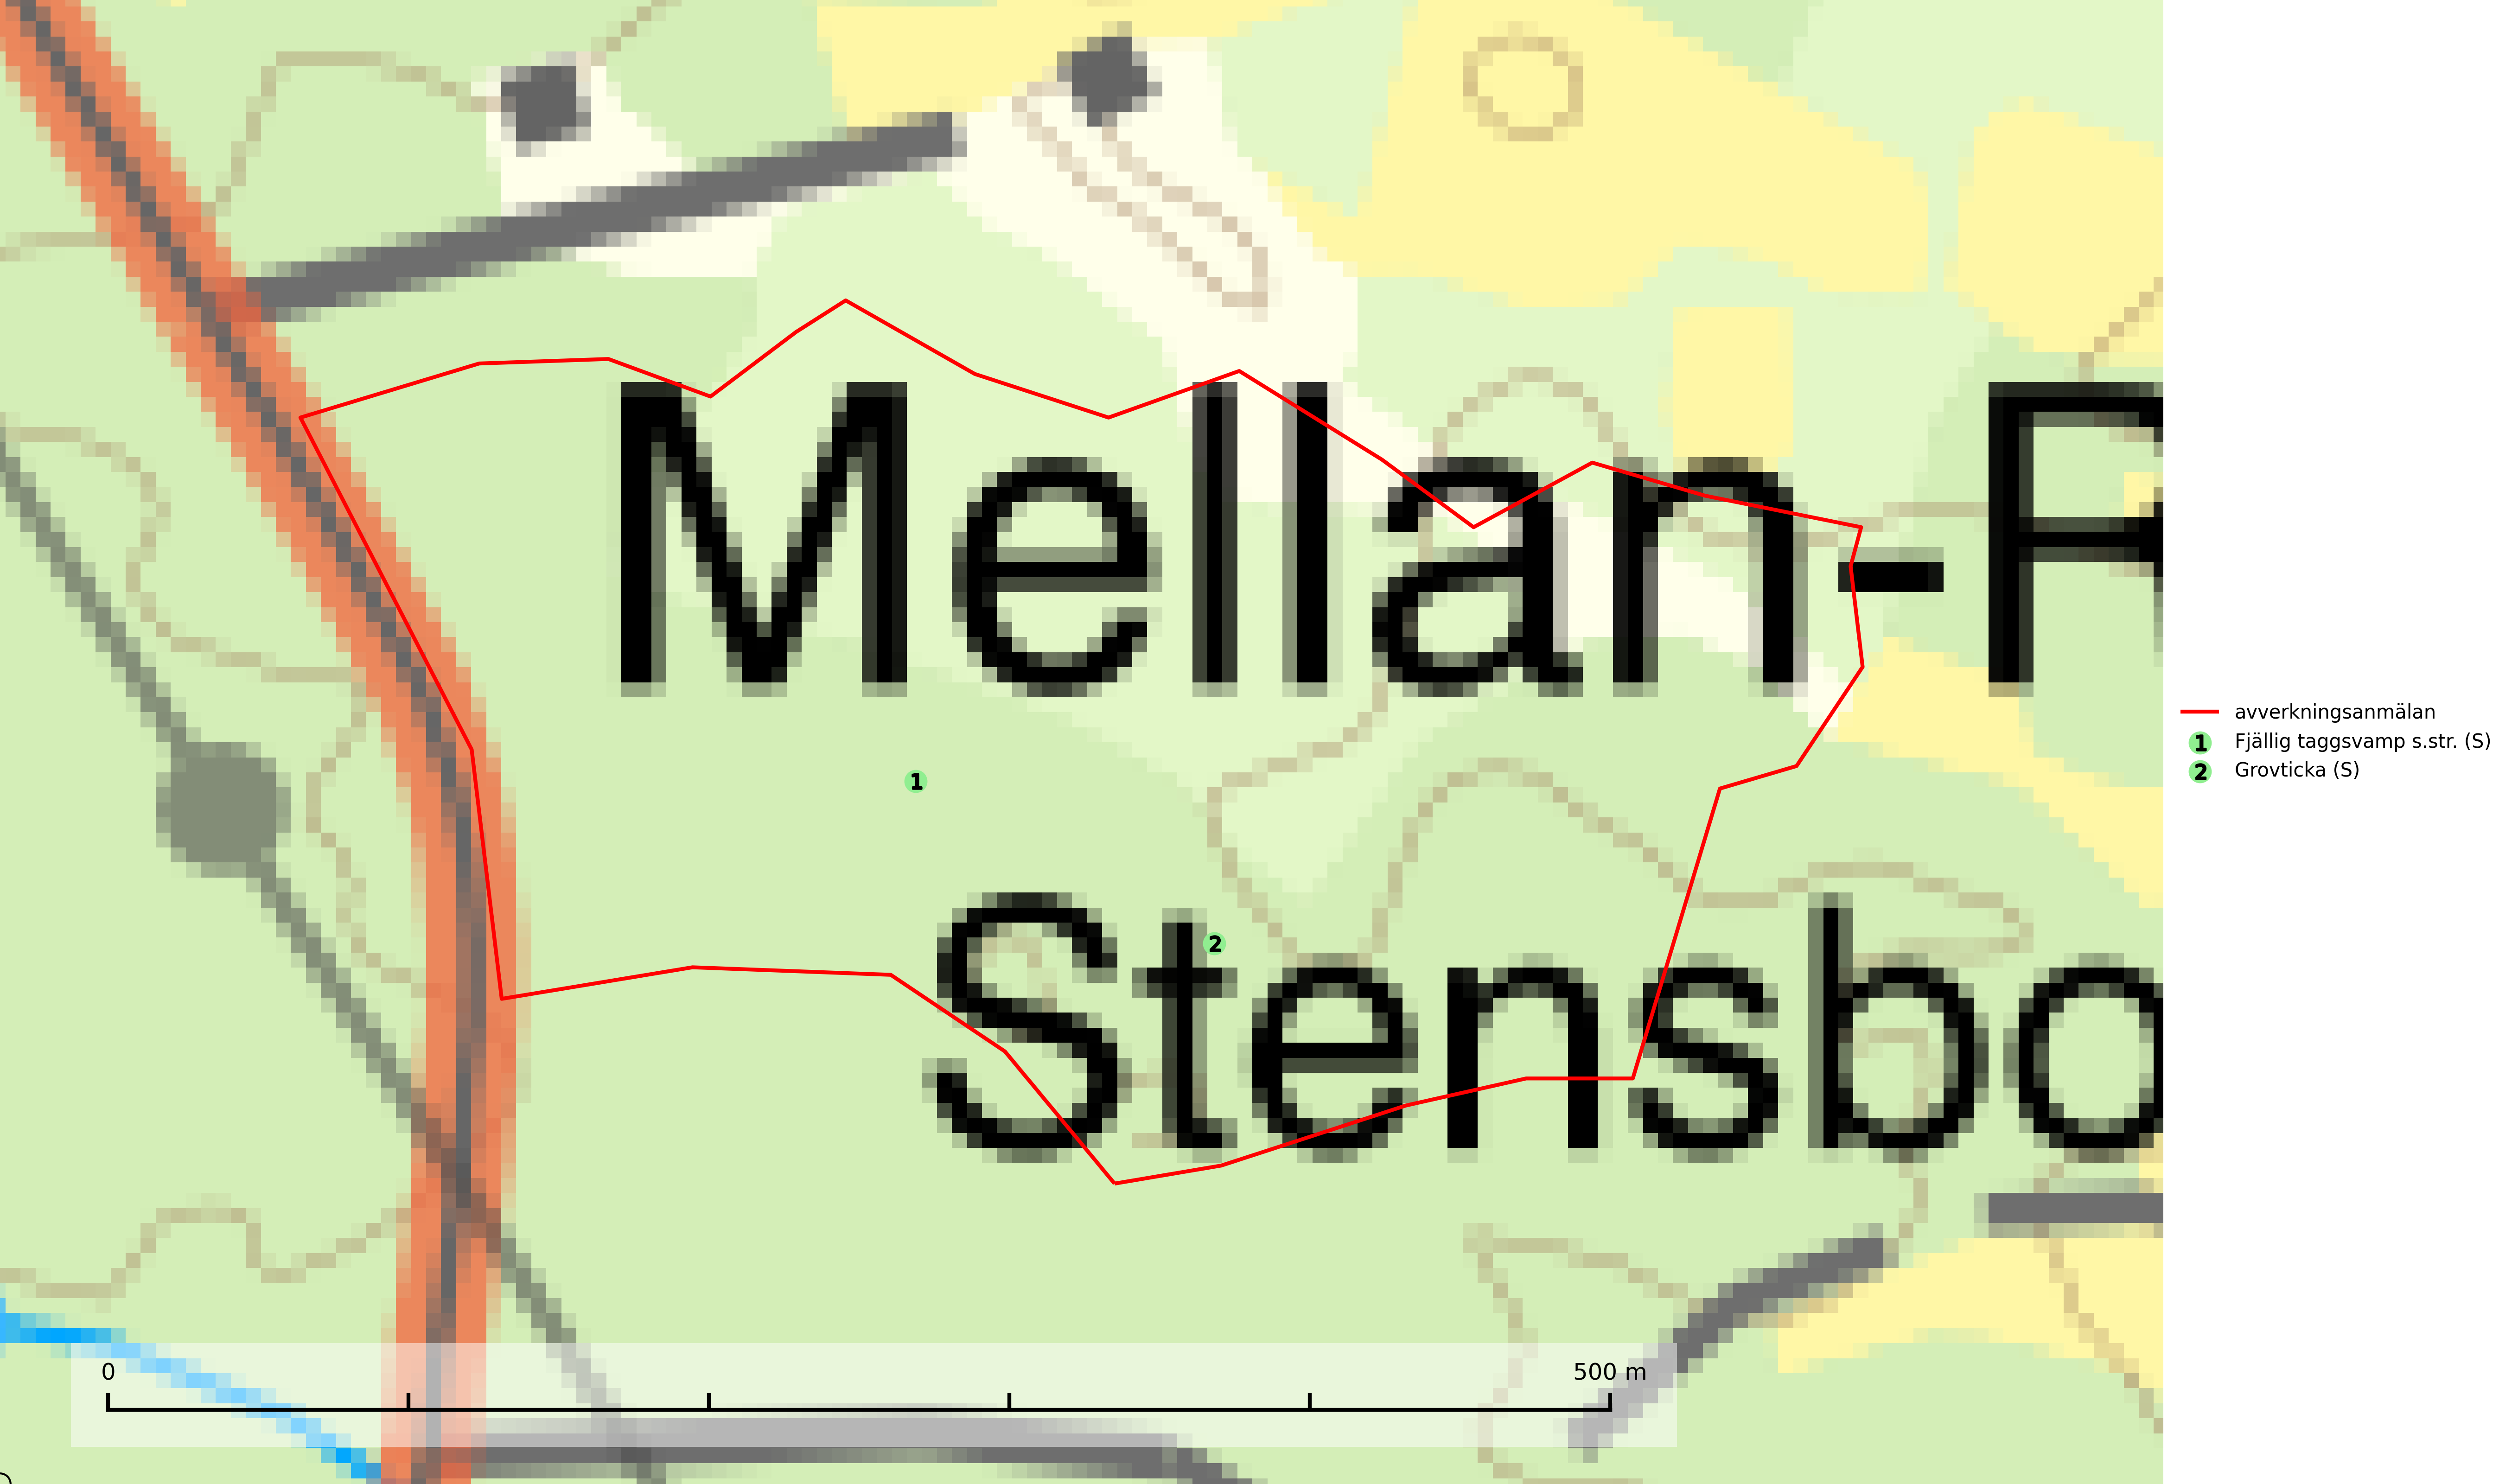 Mellan-R
Stensbo
1
2
0 500 m
avverkningsanmälan
1 Fjällig taggsvamp s.str. (S)
2 Grovticka (S)